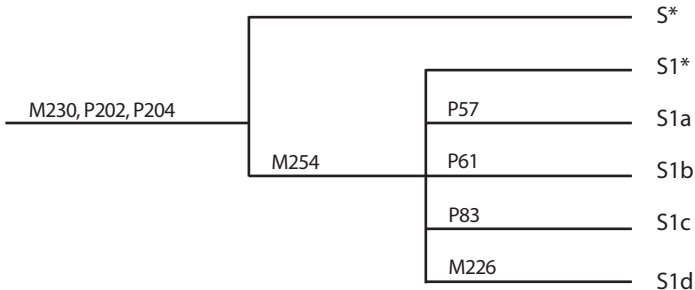 S*
S1*
M230, P202, P204
P57
S1a
M254
P61
S1b
P83
S1c
M226
S1d